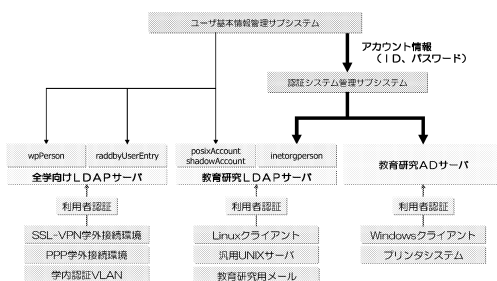 ユーザ基本情報管理サブシステム
アカウント情報
(ID、パスワード)
認証システム管理サブシステム
wpPerson
raddbyUserEntry
posixAccount
shadowAccount
inetorgperson
全学向けLDAPサーバ
教育研究LDAPサーバ
教育研究ADサーバ
利用者認証
利用者認証
利用者認証
SSL-VPN学外接続環境
Linuxクライアント
Windowsクライアント
PPP学外接続環境
汎用UNIXサーバ
プリンタシステム
学内認証VLAN
教育研究用メール